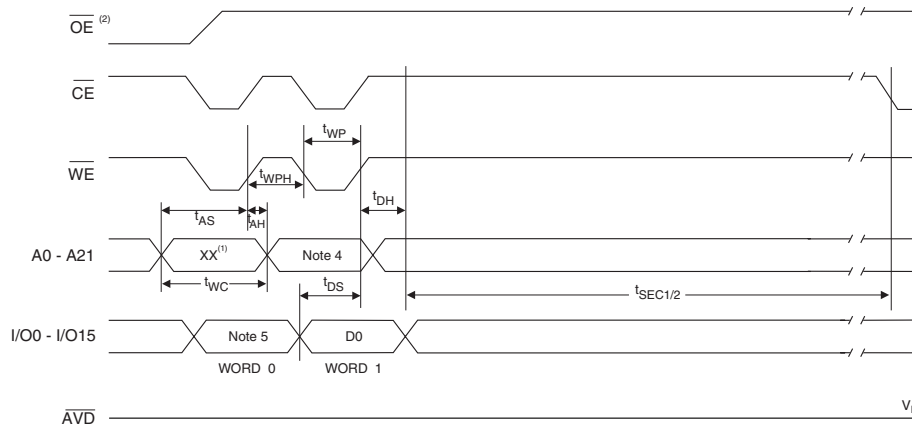 OE (2)
CE
tWP
WE
tWPH
tDH
tAS
tAH
A0 - A21
XX(1)
Note 4
tWC
tDS
tSEC1/2
I/O0 - I/O15
Note 5
D0
WORD 0
WORD 1
AVD